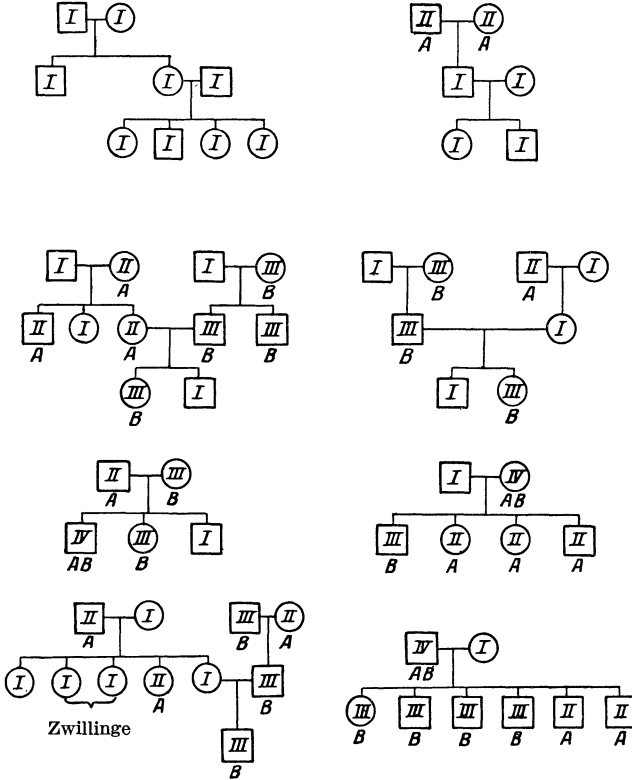 I I II II
A A
I I I I I
I I I I I I
I II I III I III II I
A B B A
II I II III III III I
A A B B B
III I I III
B B
II III I IV
A B AB
IV III I III II II II
AB B B A A A
II I III II
A B A
IV I
AB
I I I II I III
A B
III III III III II II
B B B B A A
Zwillinge
III
B